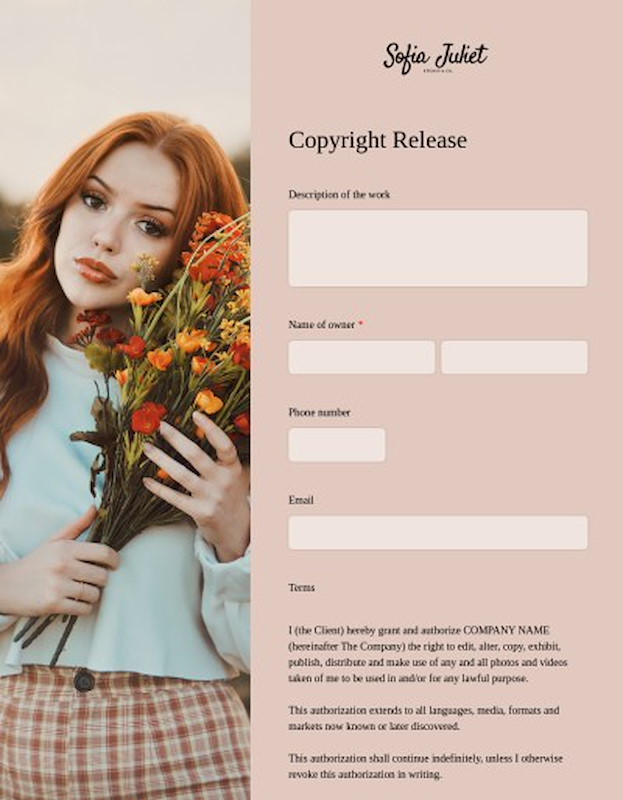 Sofia Juliet
Copyright Release
Description of the work
Name of owner *
Phone number
Email
Terms
I (the Client) hereby grant and authorize COMPANY NAME
(hereinafter The Company) the right to edit, alter, copy, exhibit,
publish, distribute and make use of any and all photos and videos
taken of me to be used in and/or for any lawful purpose.
This authorization extends to all languages, media, formats and
markets now known or later discovered.
This authorization shall continue indefinitely, unless I otherwise
revoke this authorization in writing.